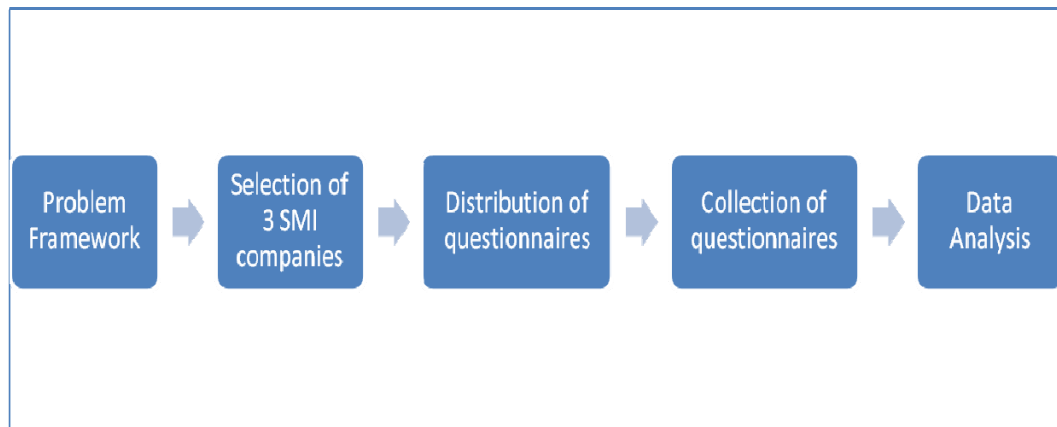 Problem
Framework
Selection of
3 SMI
companies
Distribution of
questionnaires
Collection of
questionnaires
Data
Analysis